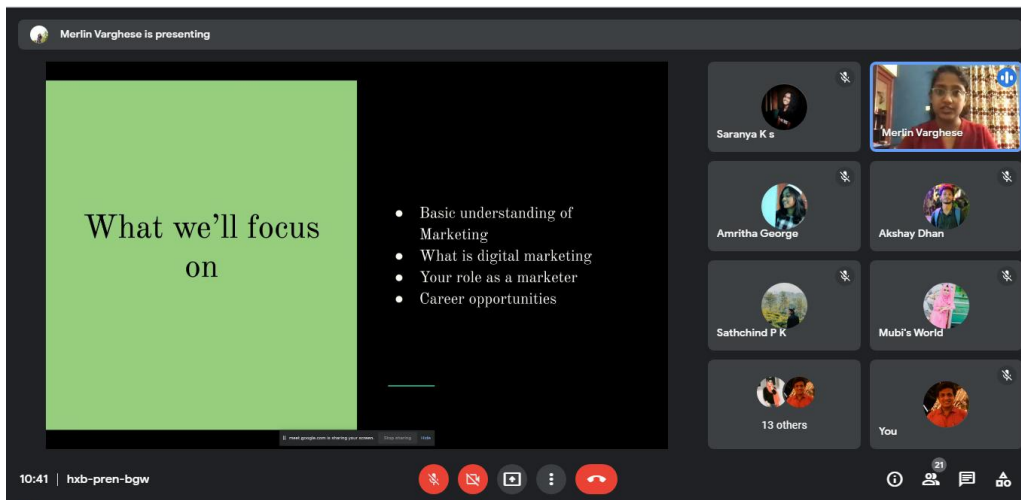 Merlin Varghese is presenting
What we'll focus
on
● Basic understanding of
Marketing
● What is digital marketing
● Your role as a marketer
● Career opportunities
meet.google.com is sharing your screen. Stop sharing Hide
Saranya K s
Merlin Varghese
Amritha George
Akshay Dhan
Sathchind P K
Mubi's World
13 others
You
10:41 | hxb-pren-bgw
21